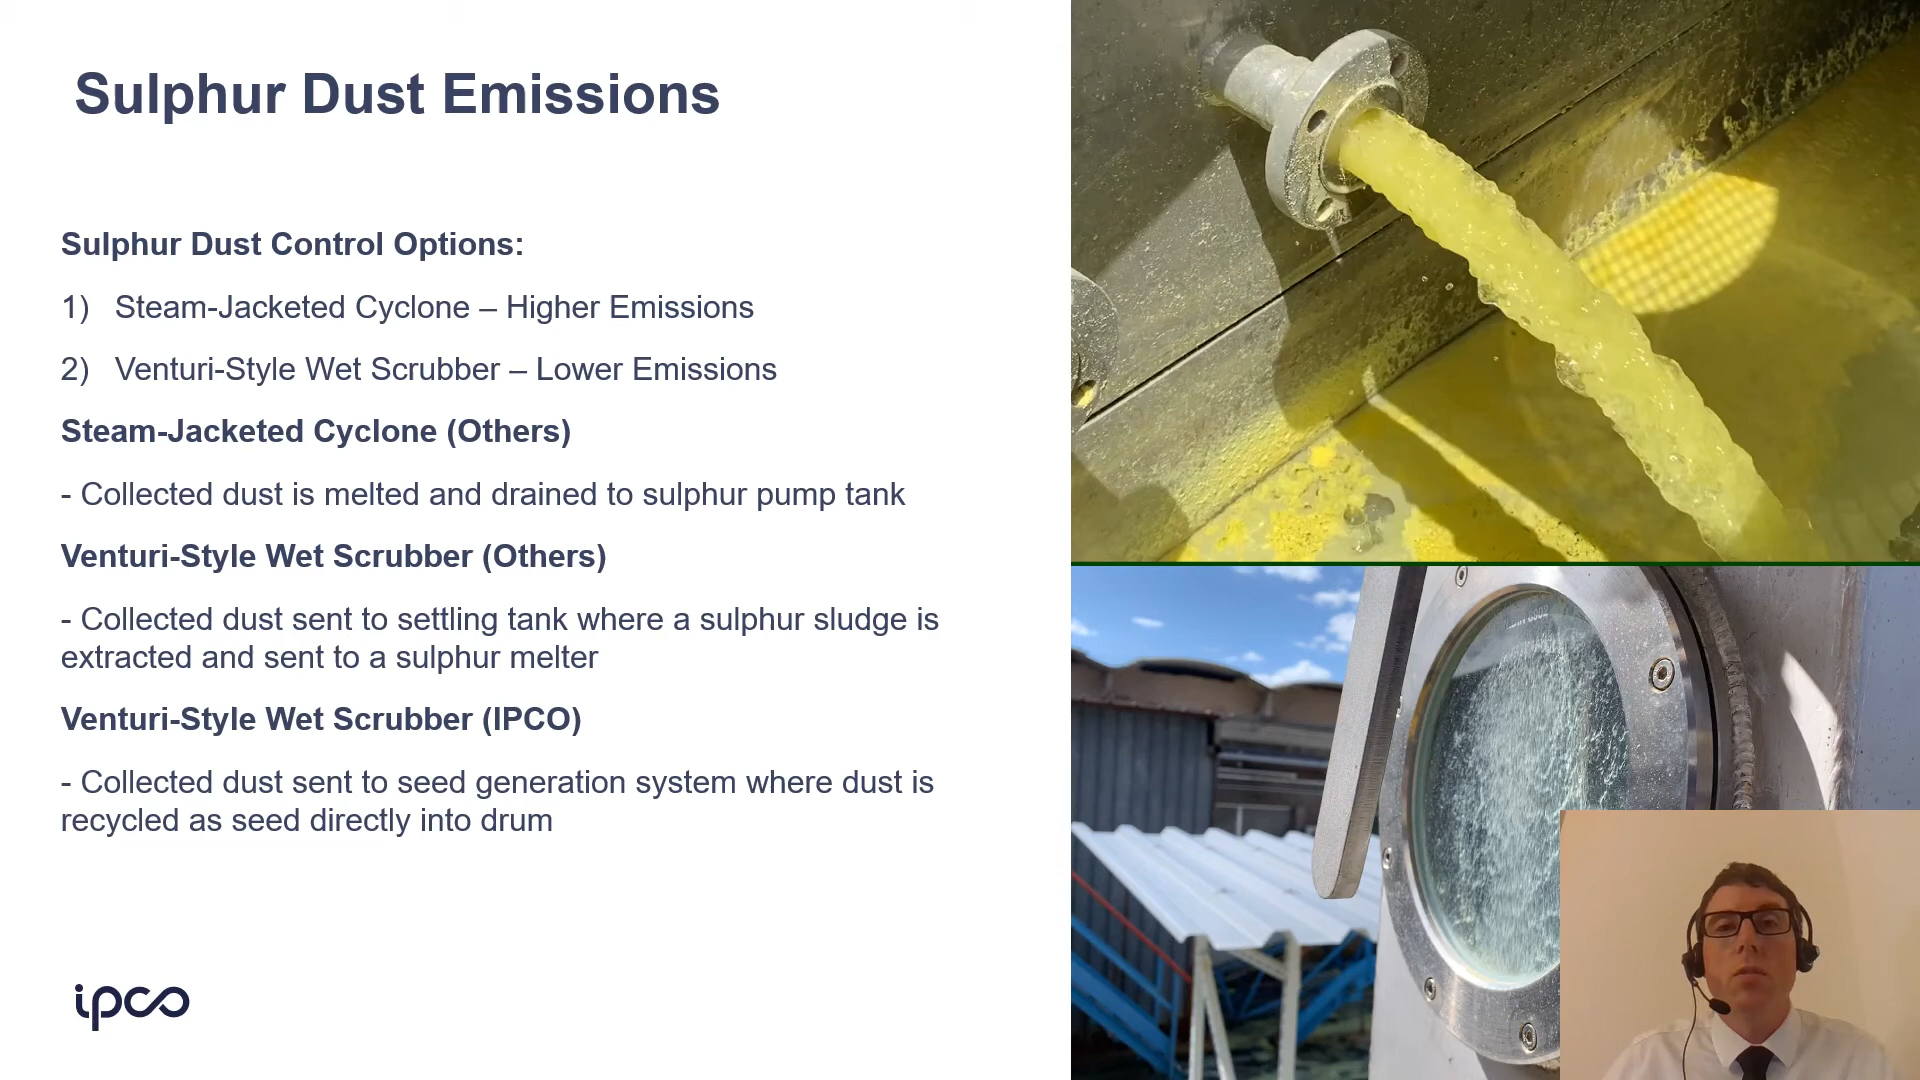 Sulphur Dust Emissions
Sulphur Dust Control Options:
1) Steam-Jacketed Cyclone – Higher Emissions
2) Venturi-Style Wet Scrubber – Lower Emissions
Steam-Jacketed Cyclone (Others)
- Collected dust is melted and drained to sulphur pump tank
Venturi-Style Wet Scrubber (Others)
- Collected dust sent to settling tank where a sulphur sludge is
extracted and sent to a sulphur melter
Venturi-Style Wet Scrubber (IPCO)
- Collected dust sent to seed generation system where dust is
recycled as seed directly into drum
ipco